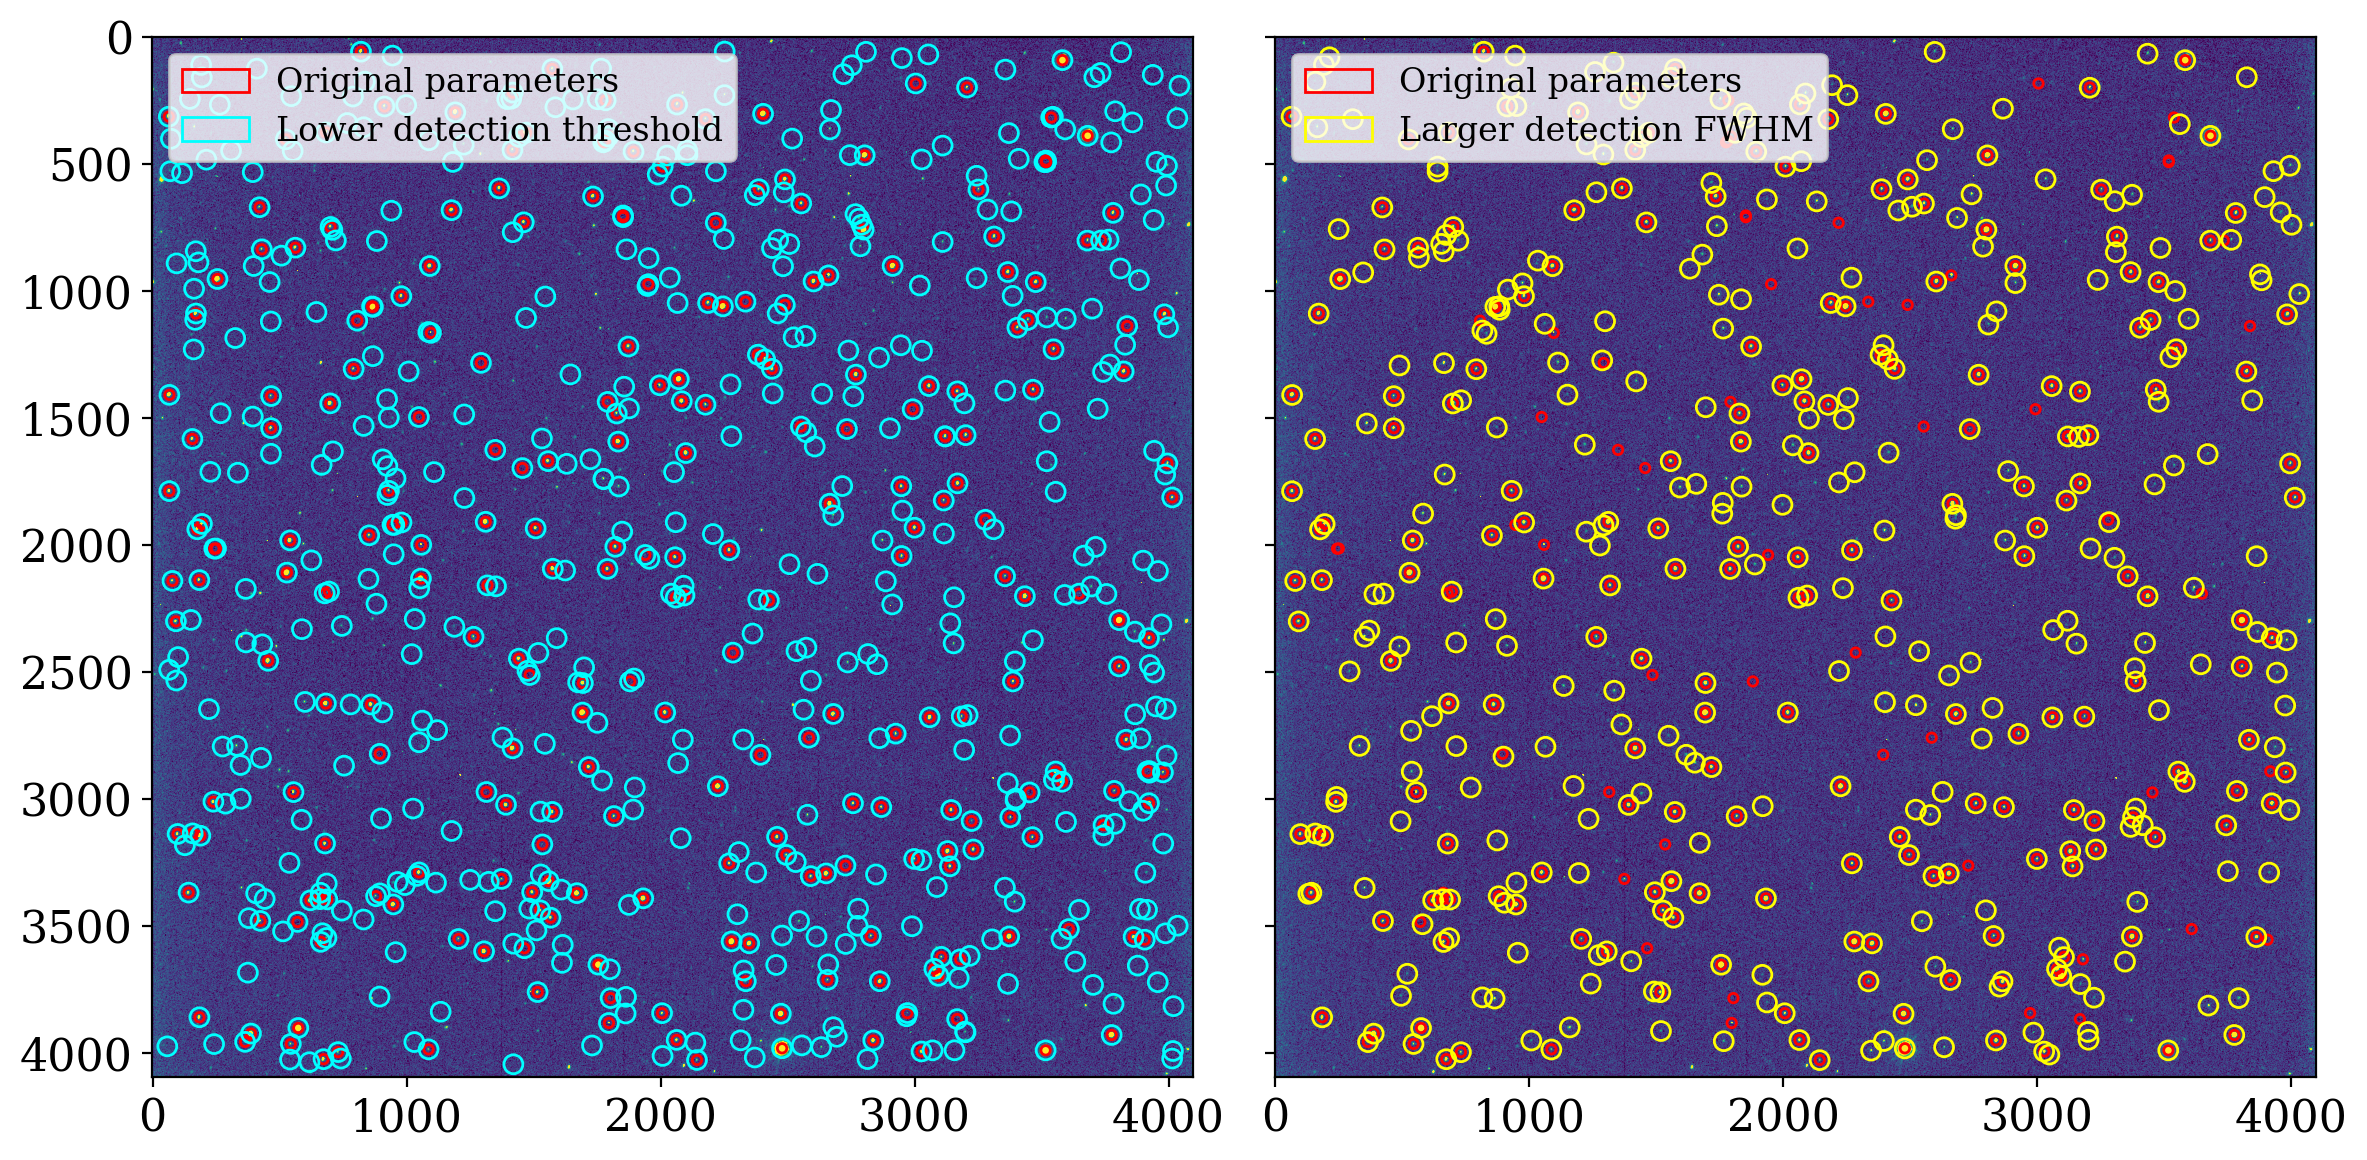 Original parameters
Lower detection threshold
Original parameters
Larger detection FWHM
0
500
1000
1500
2000
2500
3000
3500
4000
0 1000 2000 3000 4000
0 1000 2000 3000 4000